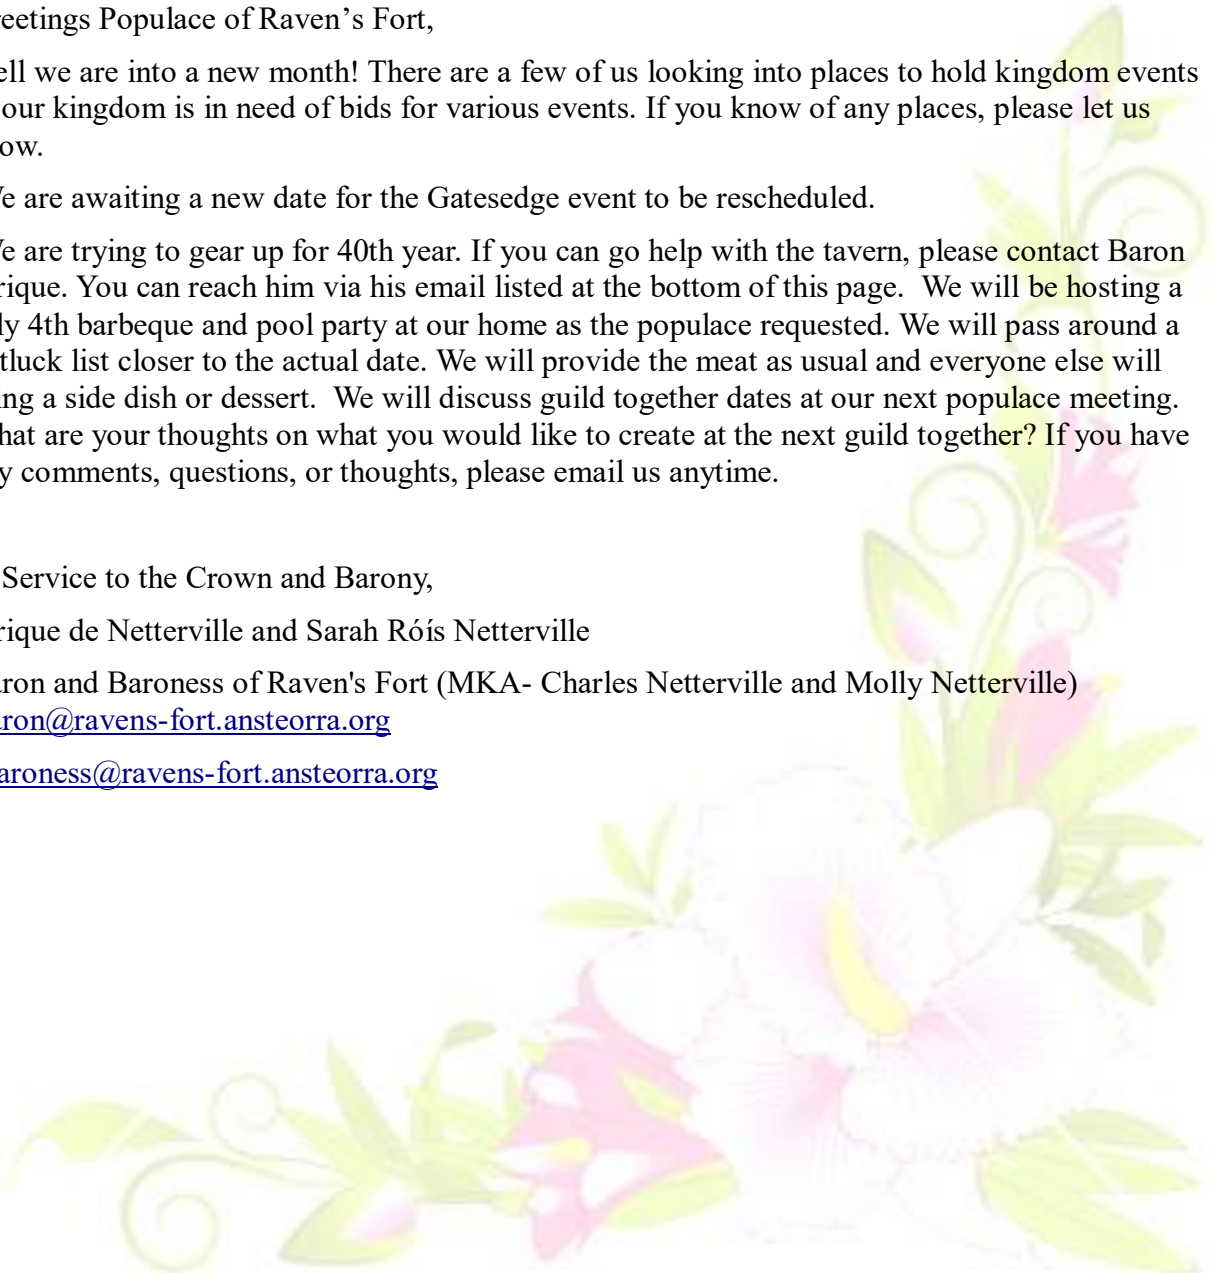 reetings Populace of Raven’s Fort,
ell we are into a new month! There are a few of us looking into places to hold kingdom events
our kingdom is in need of bids for various events. If you know of any places, please let us
ow.
e are awaiting a new date for the Gatesedge event to be rescheduled.
e are trying to gear up for 40th year. If you can go help with the tavern, please contact Baron
rique. You can reach him via his email listed at the bottom of this page.  We will be hosting a
ly 4th barbeque and pool party at our home as the populace requested. We will pass around a
tluck list closer to the actual date. We will provide the meat as usual and everyone else will
ing a side dish or dessert.  We will discuss guild together dates at our next populace meeting.
hat are your thoughts on what you would like to create at the next guild together? If you have
y comments, questions, or thoughts, please email us anytime.
Service to the Crown and Barony,
rique de Netterville and Sarah Róís Netterville
ron and Baroness of Raven's Fort (MKA- Charles Netterville and Molly Netterville)
ron@ravens-fort.ansteorra.org
aroness@ravens-fort.ansteorra.org